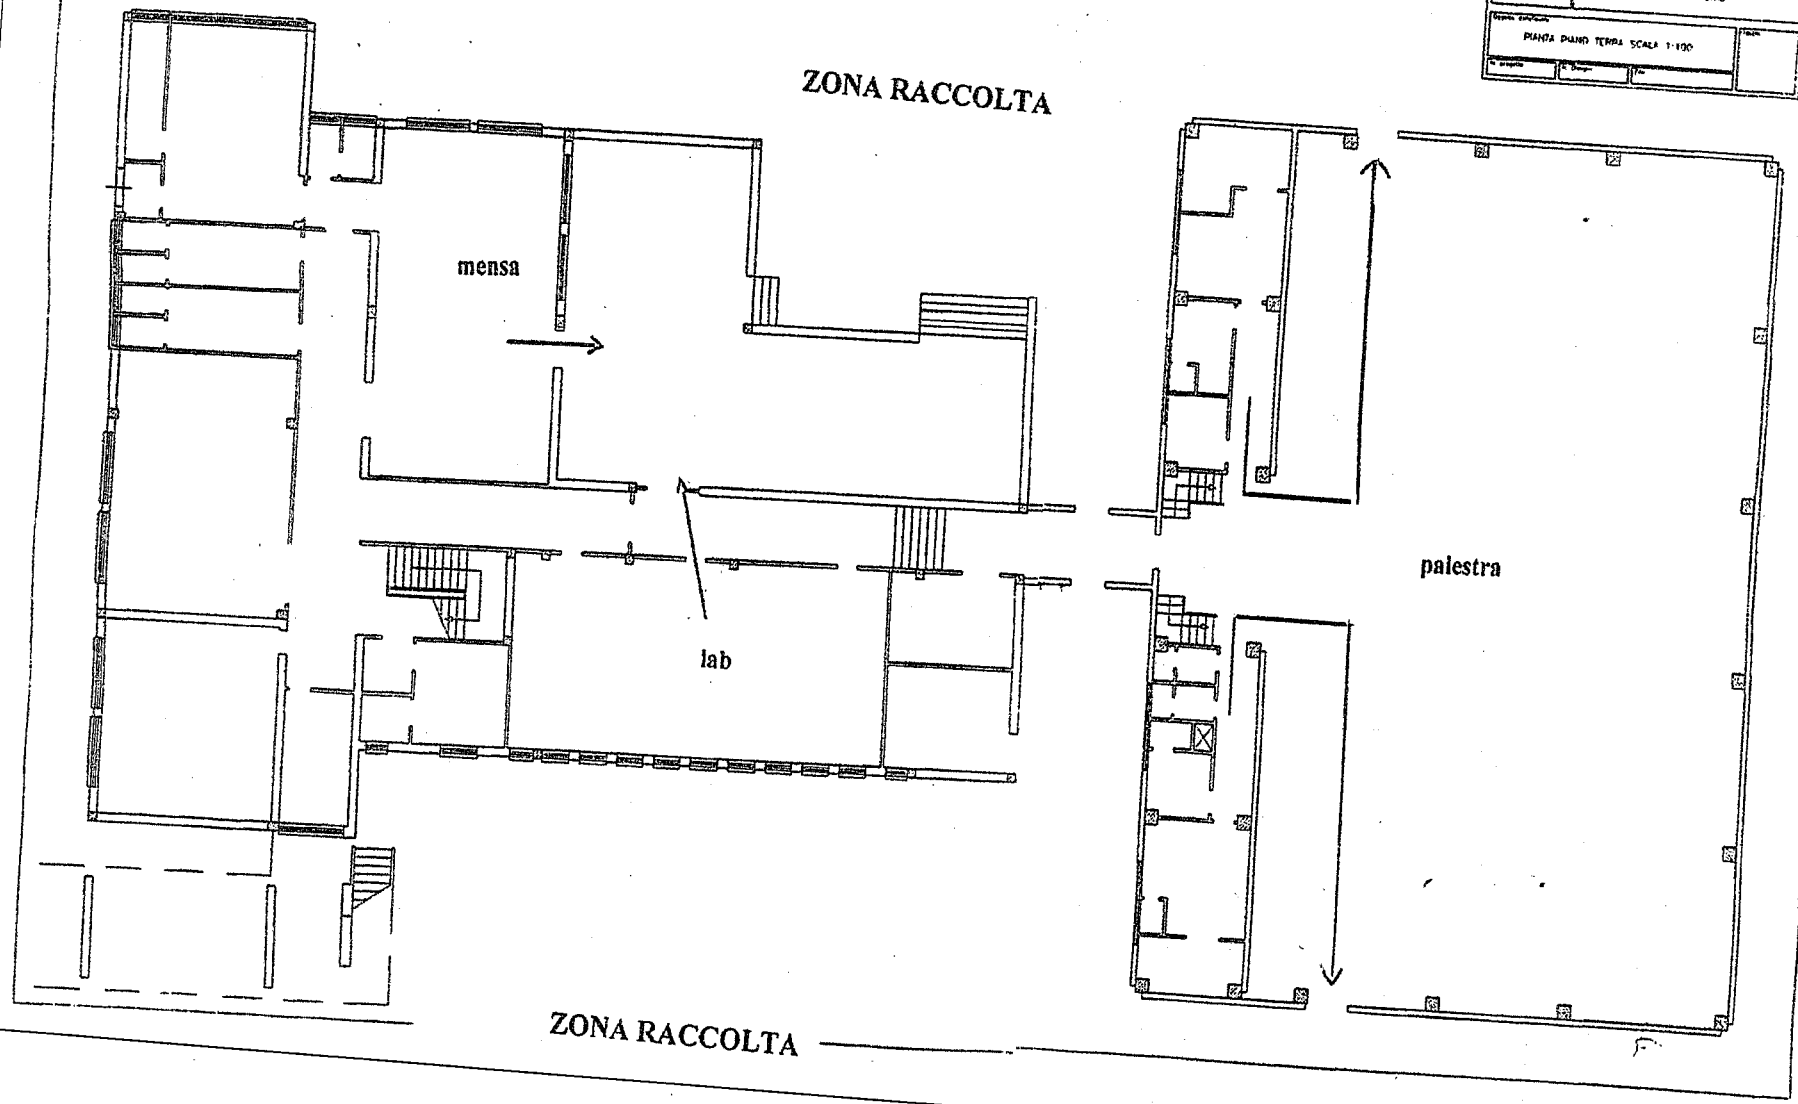 PIANTA PIANO TERRA SCALA 1:100
ZONA RACCOLTA
mensa
palestra
lab
ZONA RACCOLTA